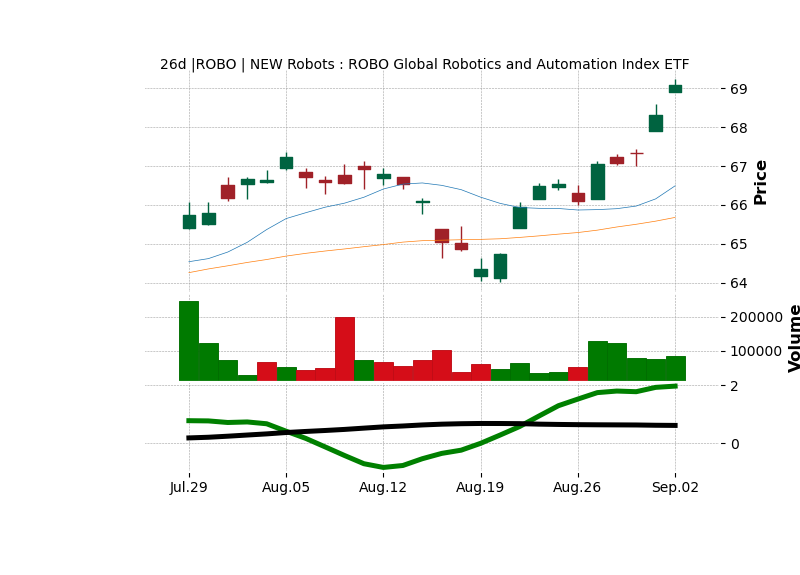 26d |ROBO | NEW Robots : ROBO Global Robotics and Automation Index ETF
69
68
67
66
65
64
Price
200000
100000
Volume
2
0
Jul.29 Aug.05 Aug.12 Aug.19 Aug.26 Sep.02